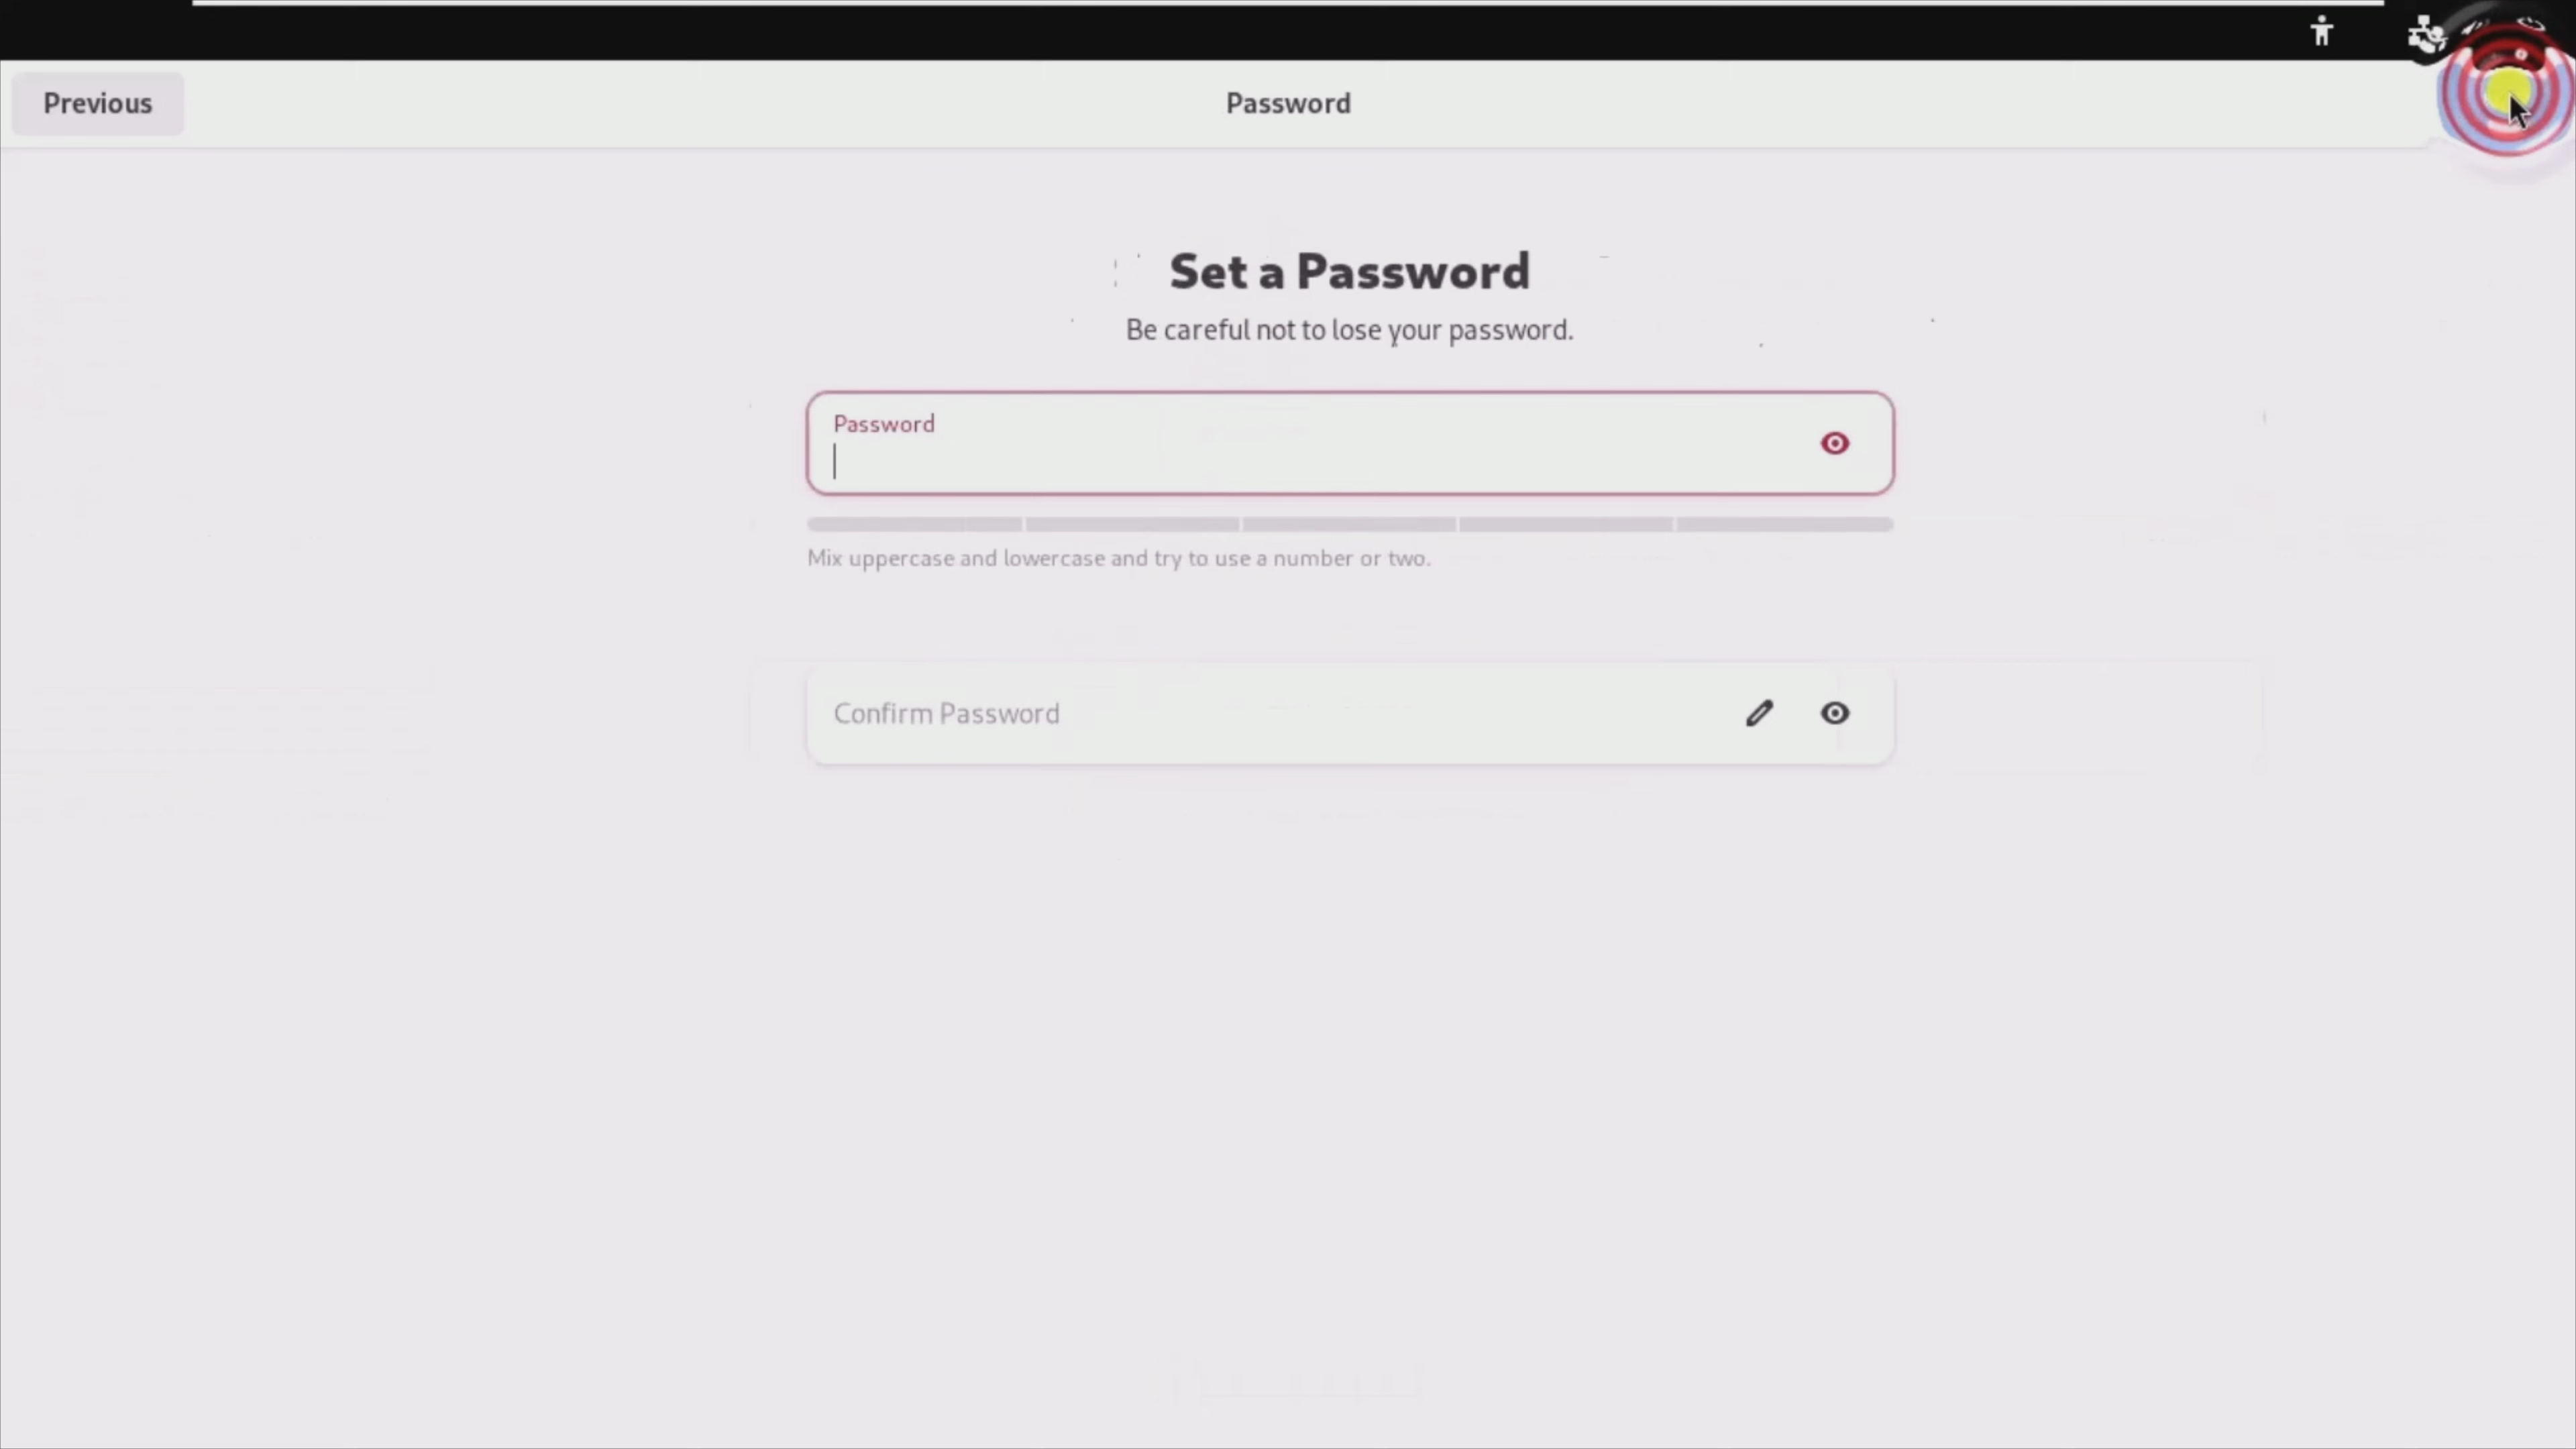 Previous
Password
Set a Password
Be careful not to lose your password.
Password
Mix uppercase and lowercase and try to use a number or two.
Confirm Password